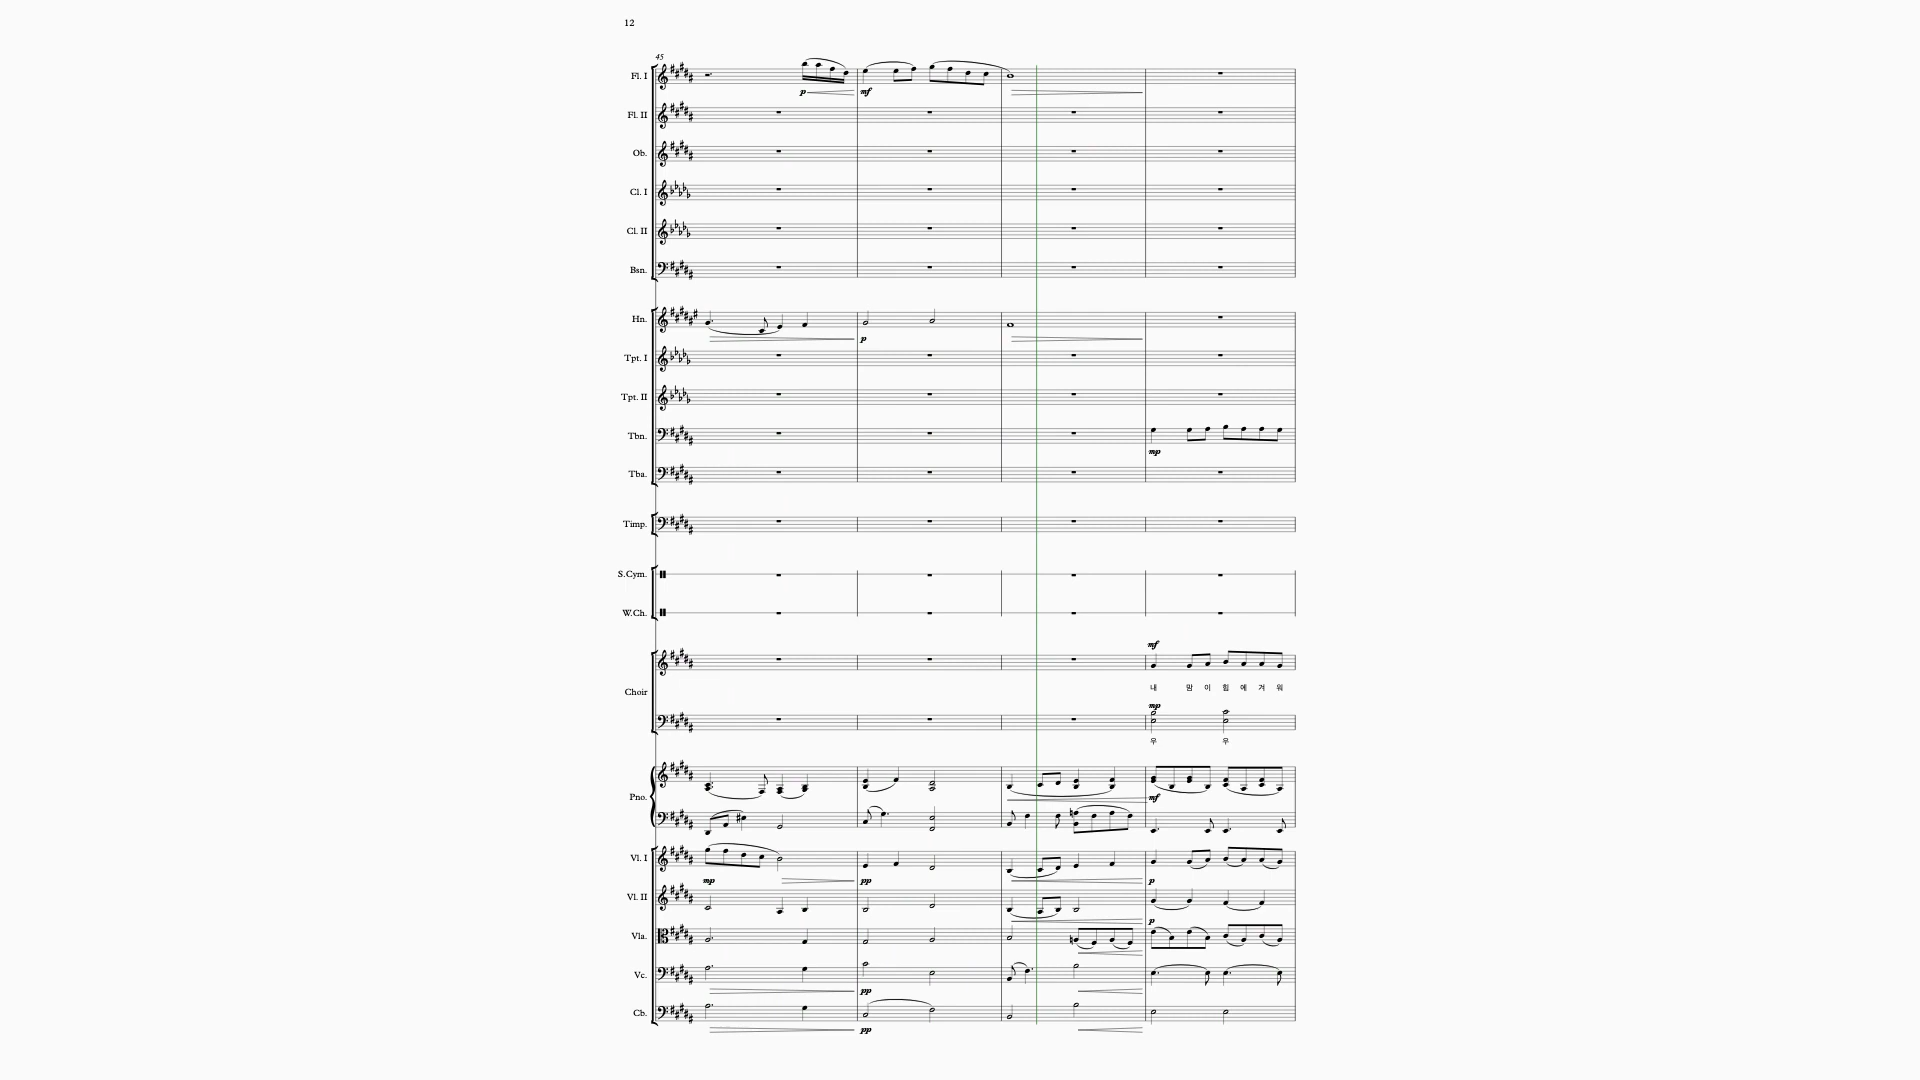 12
45
Fl. I
p
mf
Fl. II
Ob.
Cl. I
Cl. II
Bsn.
Hn.
p
Tpt. I
Tpt. II
Tbn.
mp
Tba.
Timp.
S.Cym.
W.Ch.
mf
내 맘 이 힘 에 겨 워
Choir
mp
우 우
Pno.
mf
Vl. I
mp pp p
Vl. II
p
Vla.
Vc.
pp
Cb.
pp